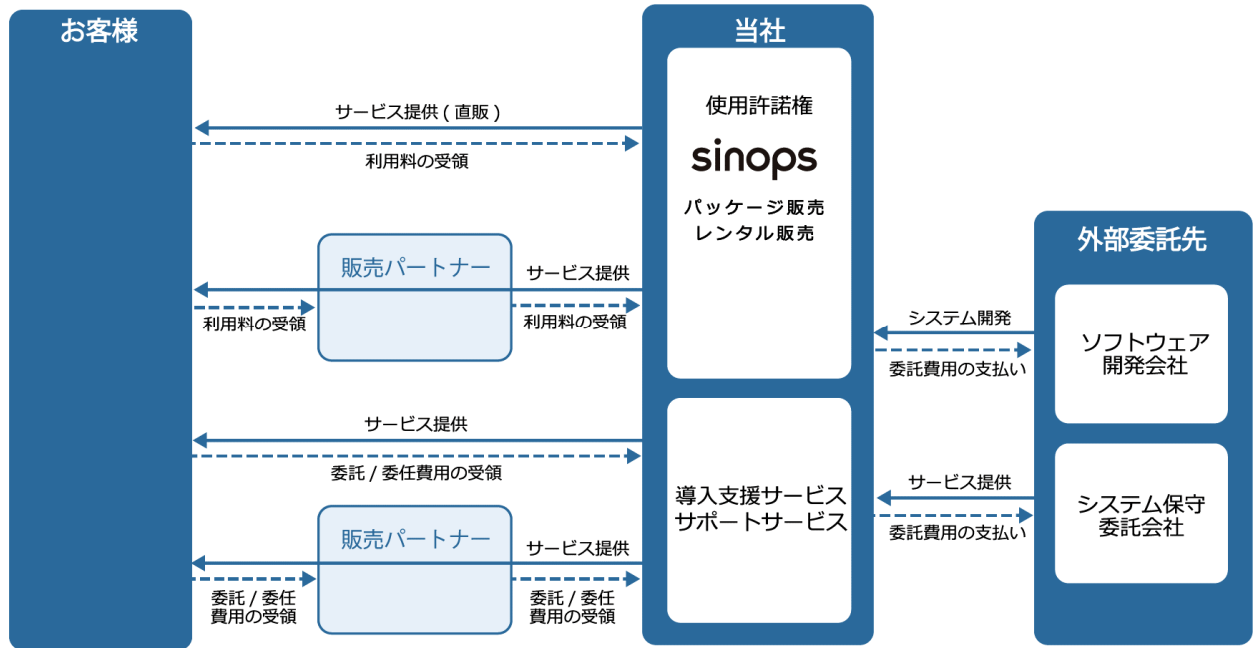 お客様
当社
使用許諾権
sinops
パッケージ販売
レンタル販売
サービス提供 ( 直販 )
利用料の受領
販売パートナー
サービス提供
利用料の受領
利用料の受領
外部委託先
システム開発
委託費用の支払い
ソフトウェア
開発会社
サービス提供
委託 / 委任費用の受領
導入支援サービス
サポートサービス
サービス提供
委託費用の支払い
システム保守
委託会社
販売パートナー
サービス提供
委託 / 委任
費用の受領
委託 / 委任
費用の受領